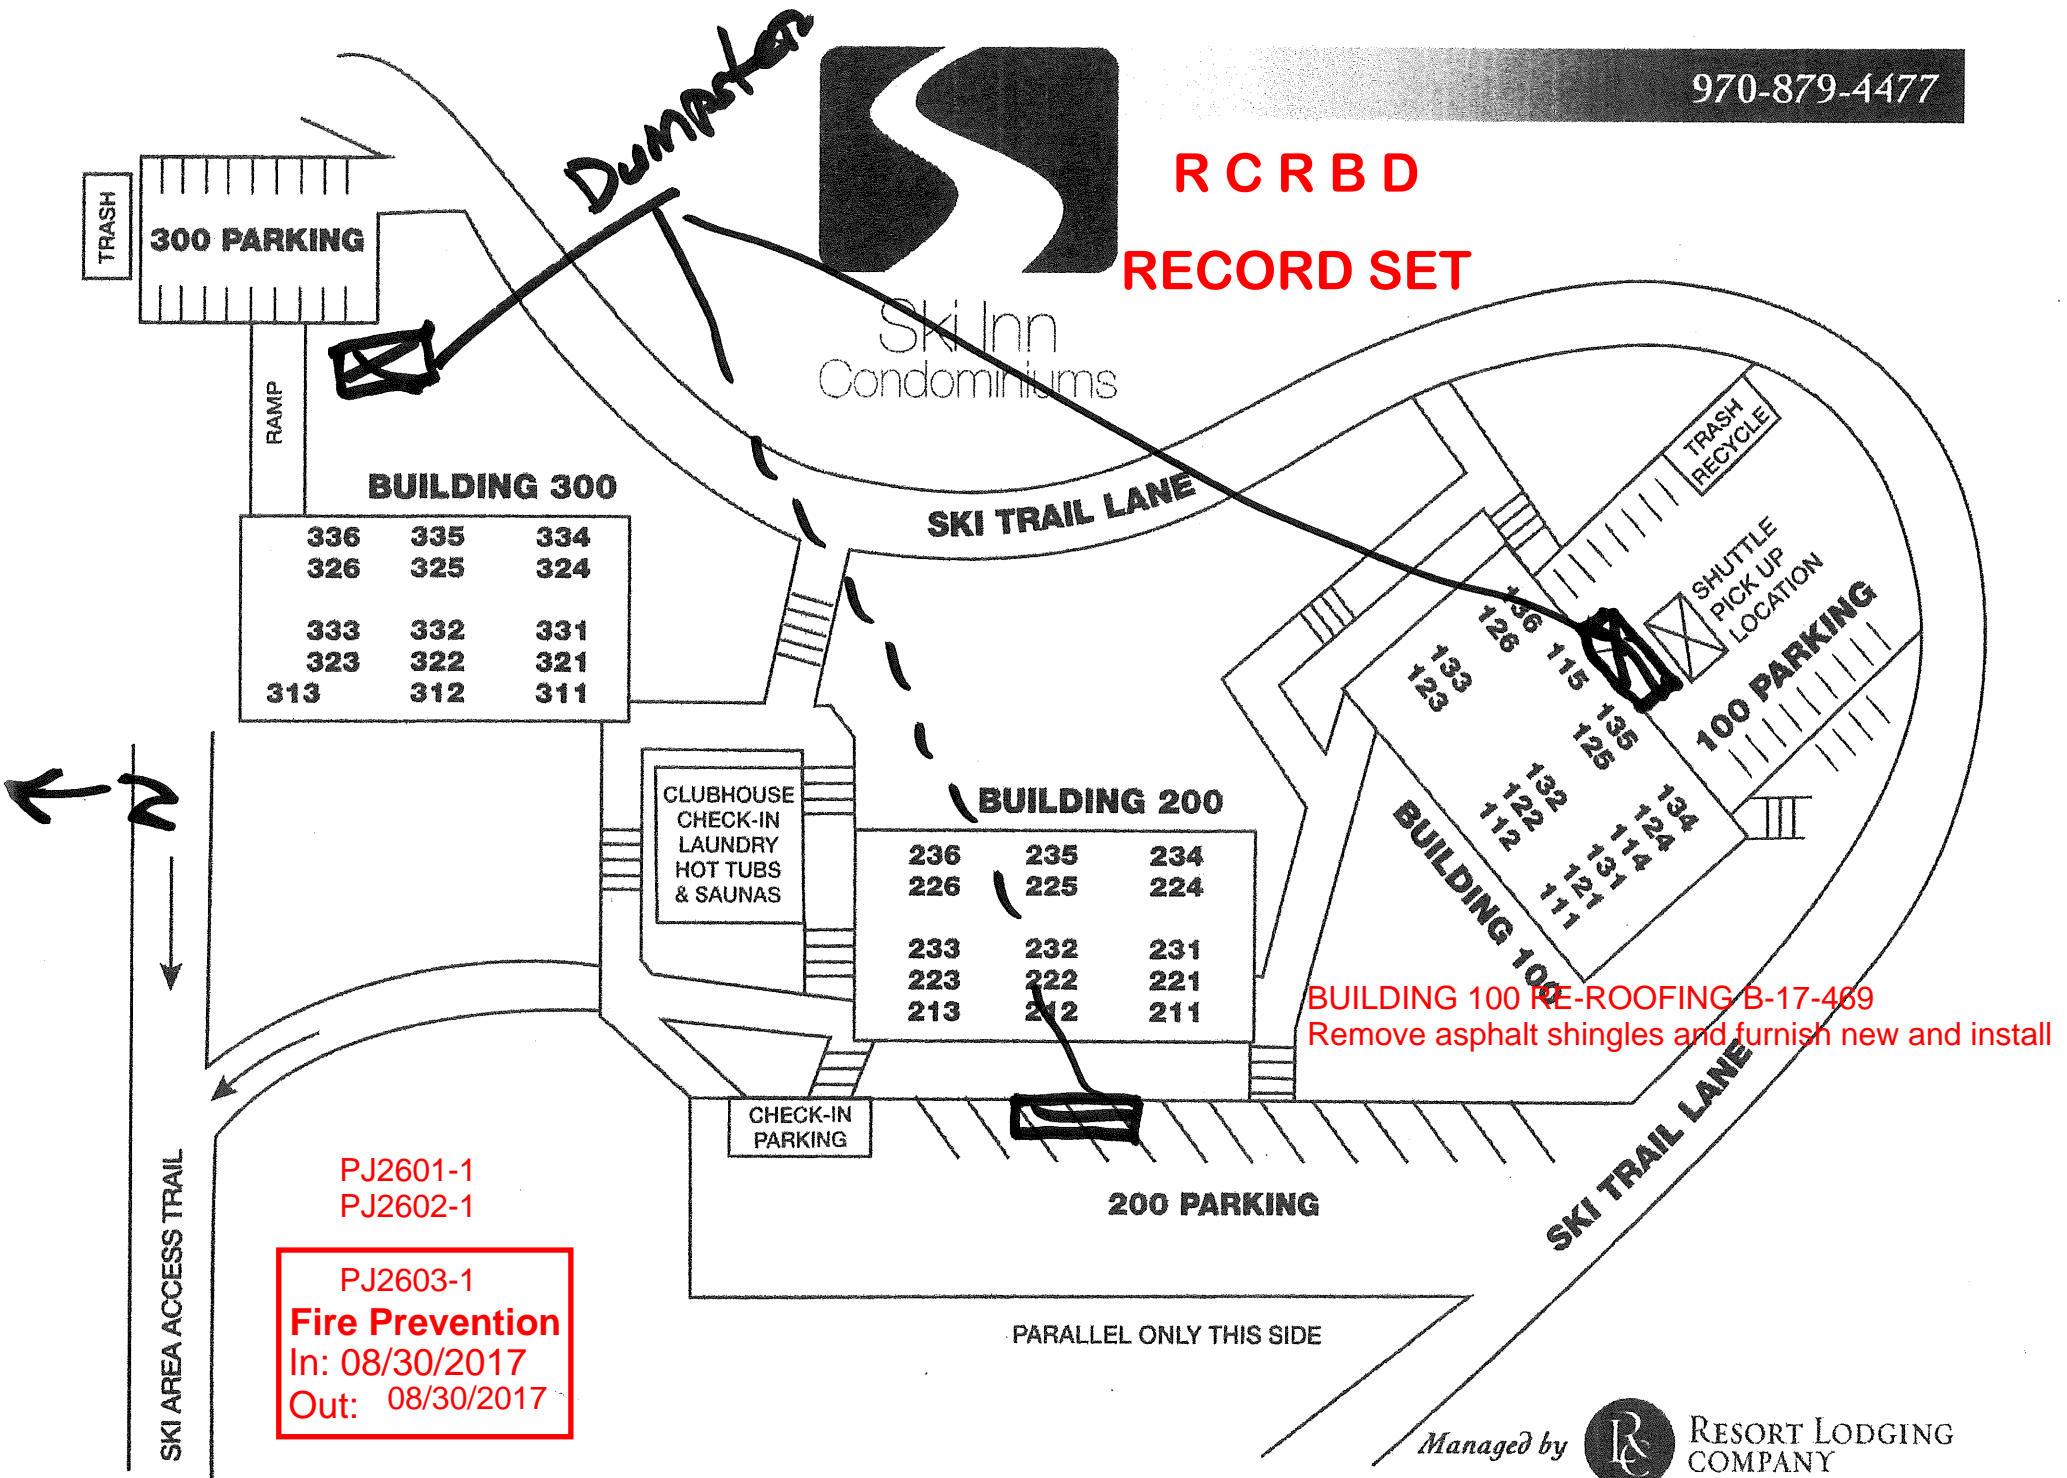 Dumpster
970-879-4477
R C R B D
RECORD SET
Ski Inn
Condominiums
TRASH
300 PARKING
RAMP
BUILDING 300
336 335 334
326 325 324
333 332 331
323 322 321
313 312 311
SKI TRAIL LANE
TRASH
RECYCLE
SHUTTLE
PICK UP
LOCATION
100 PARKING
136
126
115
133
123
135
125
132
122
112
134
124
114
131
121
111
BUILDING 100
N
CLUBHOUSE
CHECK-IN
LAUNDRY
HOT TUBS
& SAUNAS
BUILDING 200
236 235 234
226 225 224
233 232 231
223 222 221
213 212 211
BUILDING 100 RE-ROOFING B-17-469
Remove asphalt shingles and furnish new and install
CHECK-IN
PARKING
200 PARKING
SKI TRAIL LANE
PARALLEL ONLY THIS SIDE
SKI AREA ACCESS TRAIL
PJ2601-1
PJ2602-1
PJ2603-1
Fire Prevention
In: 08/30/2017
Out: 08/30/2017
Managed by
RLC
RESORT LODGING
COMPANY